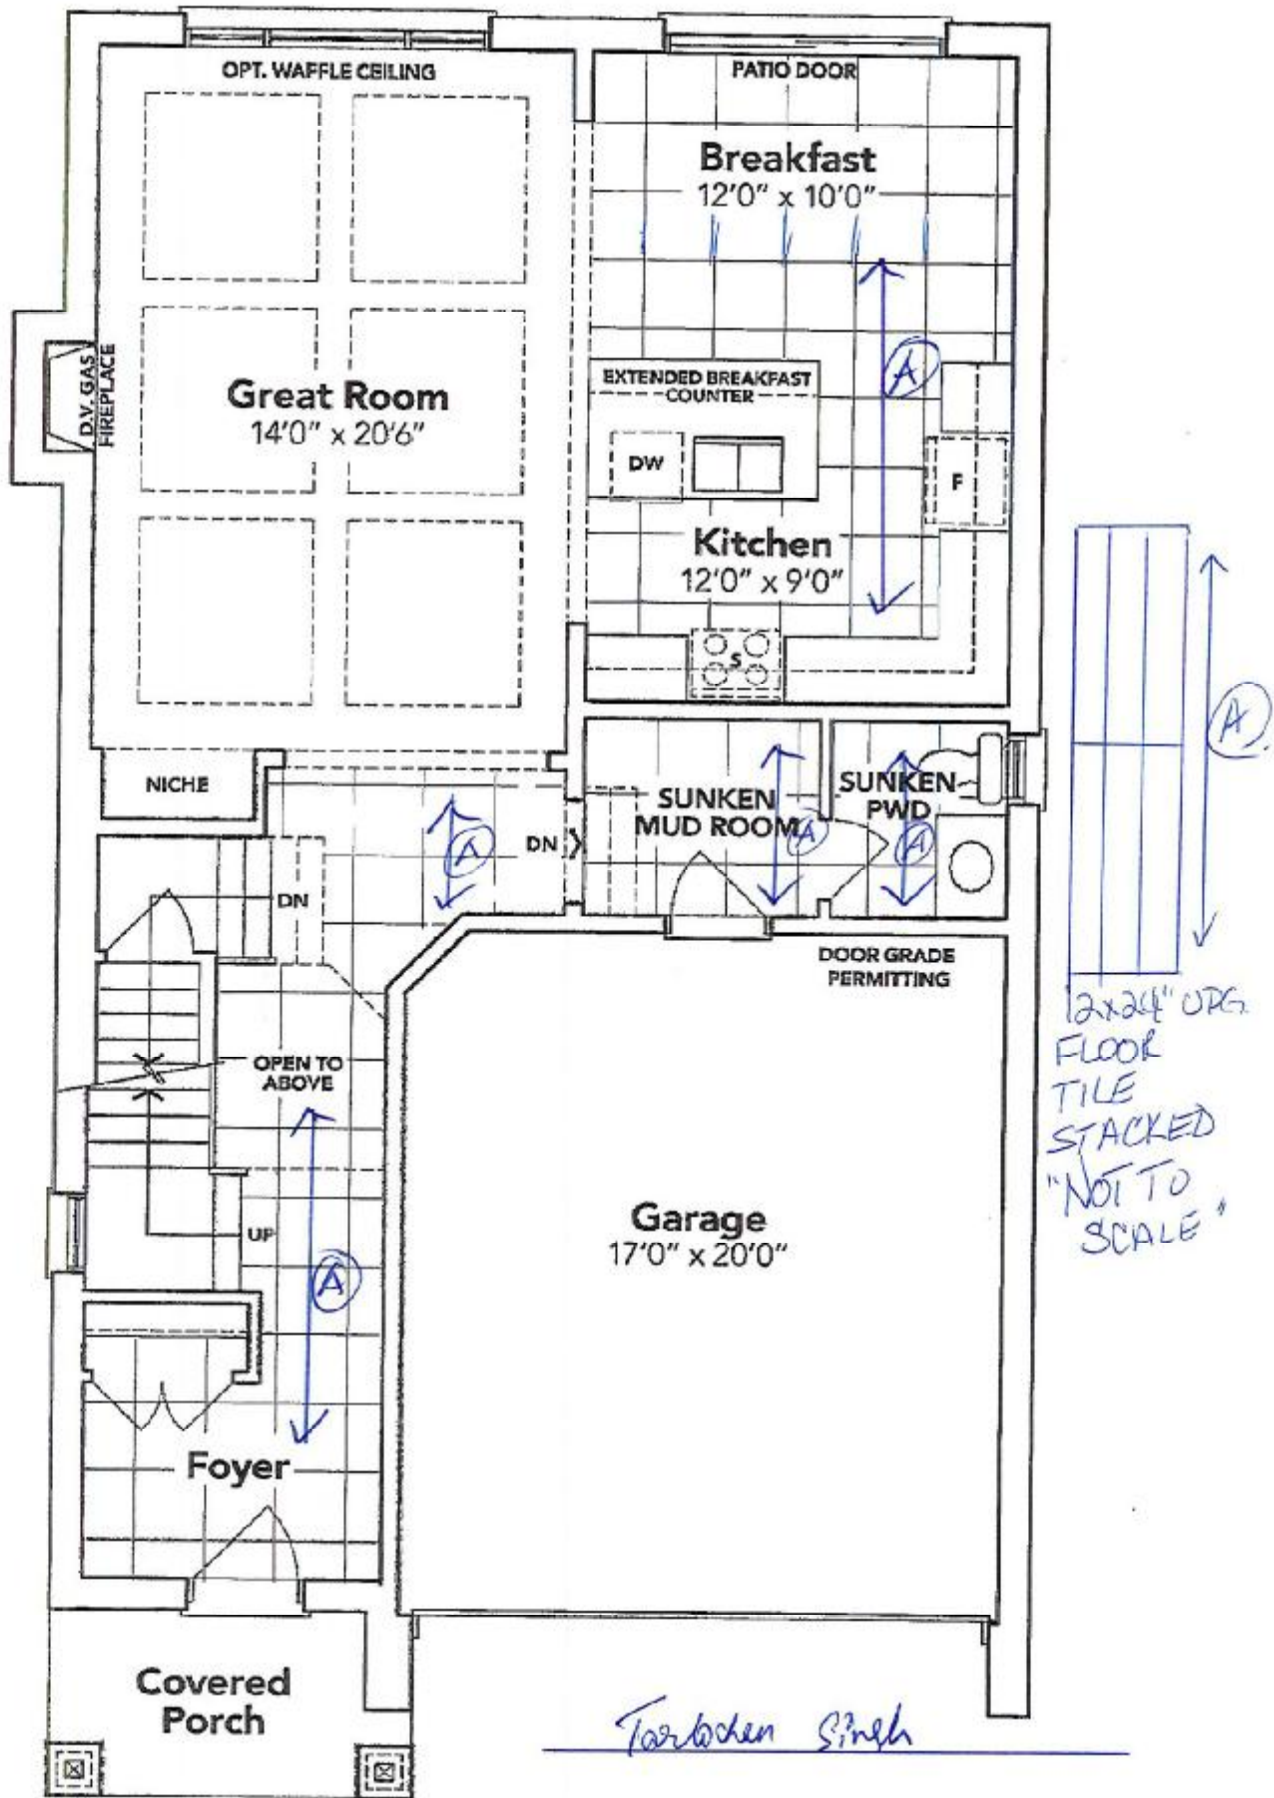 OPT. WAFFLE CEILING
PATIO DOOR
Breakfast
12'0" x 10'0"
D.V. GAS
FIREPLACE
Great Room
14'0" x 20'6"
EXTENDED BREAKFAST
COUNTER
A
DW
F
Kitchen
12'0" x 9'0"
S
A
NICHE
SUNKEN
MUD ROOM
A
SUNKEN
PWD
A
DN
A
DN
DOOR GRADE
PERMITTING
12x24" UPG.
FLOOR
TILE
STACKED
"NOT TO
SCALE"
OPEN TO
ABOVE
UP
A
Garage
17'0" x 20'0"
Foyer
Covered
Porch
Tarlochen Singh